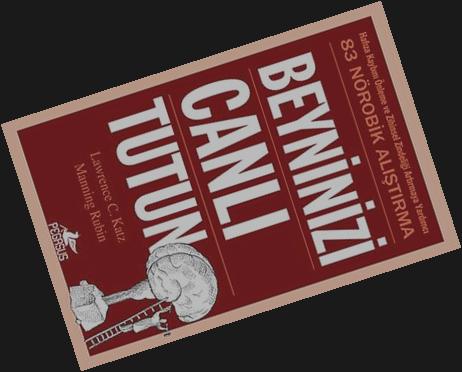 Hafıza Kaybını Önleme ve Zihinsel Zindeliği Artırmaya Yardımcı
83 NÖROBİK ALIŞTIRMA
BEYNİNİZİ
CANLI
TUTUN
Lawrence C. Katz
Manning Rubin
PEGASUS